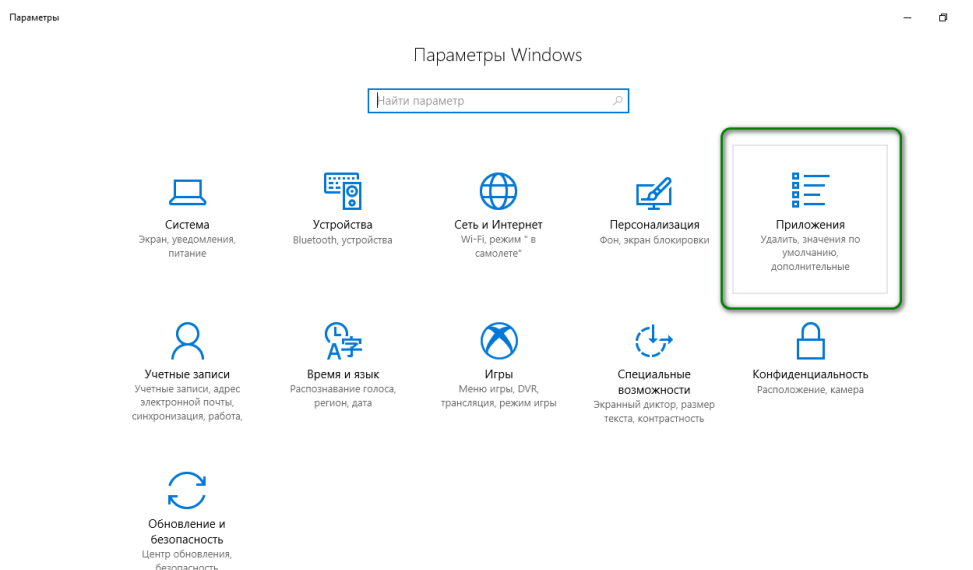 Параметры
Параметры Windows
Найти параметр
Система
Экран, уведомления,
питание
Устройства
Bluetooth, устройства
Сеть и Интернет
Wi-Fi, режим " в
самолете"
Персонализация
Фон, экран блокировки
Приложения
Удалить, значения по
умолчанию,
дополнительные
Учетные записи
Учетные записи, адрес
электронной почты,
синхронизация, работа,
Время и язык
Распознавание голоса,
регион, дата
Игры
Меню игры, DVR,
трансляция, режим игры
Специальные
возможности
Экранный диктор, размер
текста, контрастность
Конфиденциальность
Расположение, камера
Обновление и
безопасность
Центр обновления,
безопасность